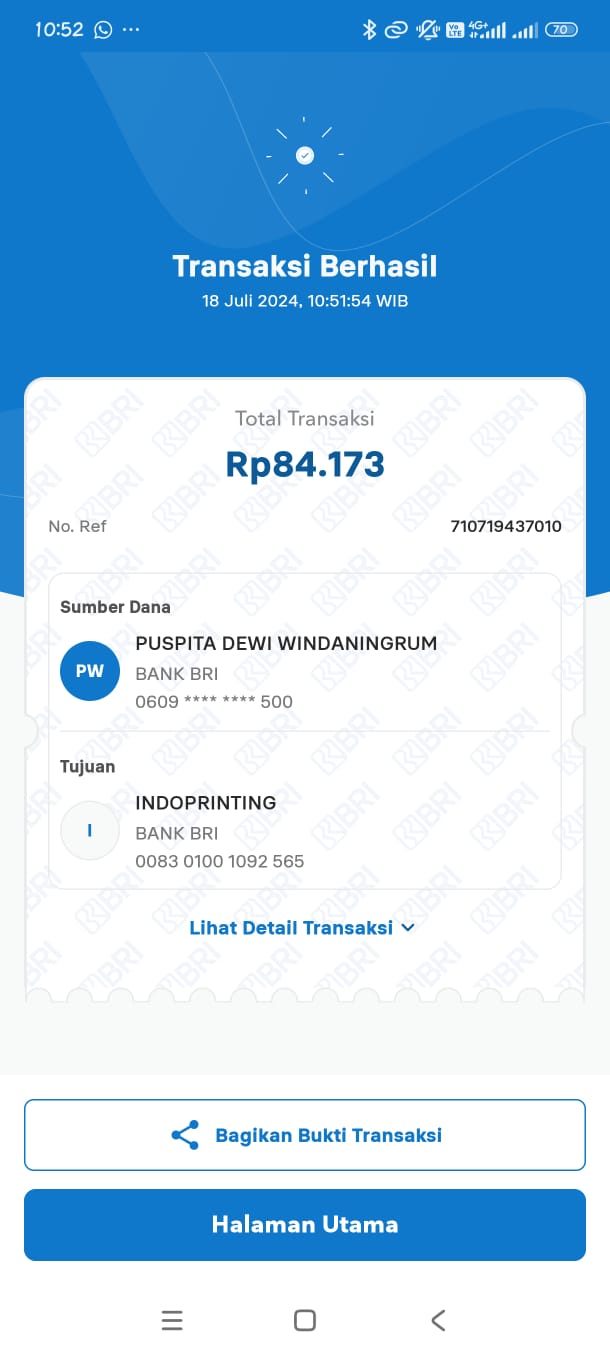 10:52
VoLTE 4G+ 70
Transaksi Berhasil
18 Juli 2024, 10:51:54 WIB
Total Transaksi
Rp84.173
No. Ref 710719437010
Sumber Dana
PW
PUSPITA DEWI WINDANINGRUM
BANK BRI
0609 **** **** 500
Tujuan
I
INDOPRINTING
BANK BRI
0083 0100 1092 565
Lihat Detail Transaksi
Bagikan Bukti Transaksi
Halaman Utama
BRI